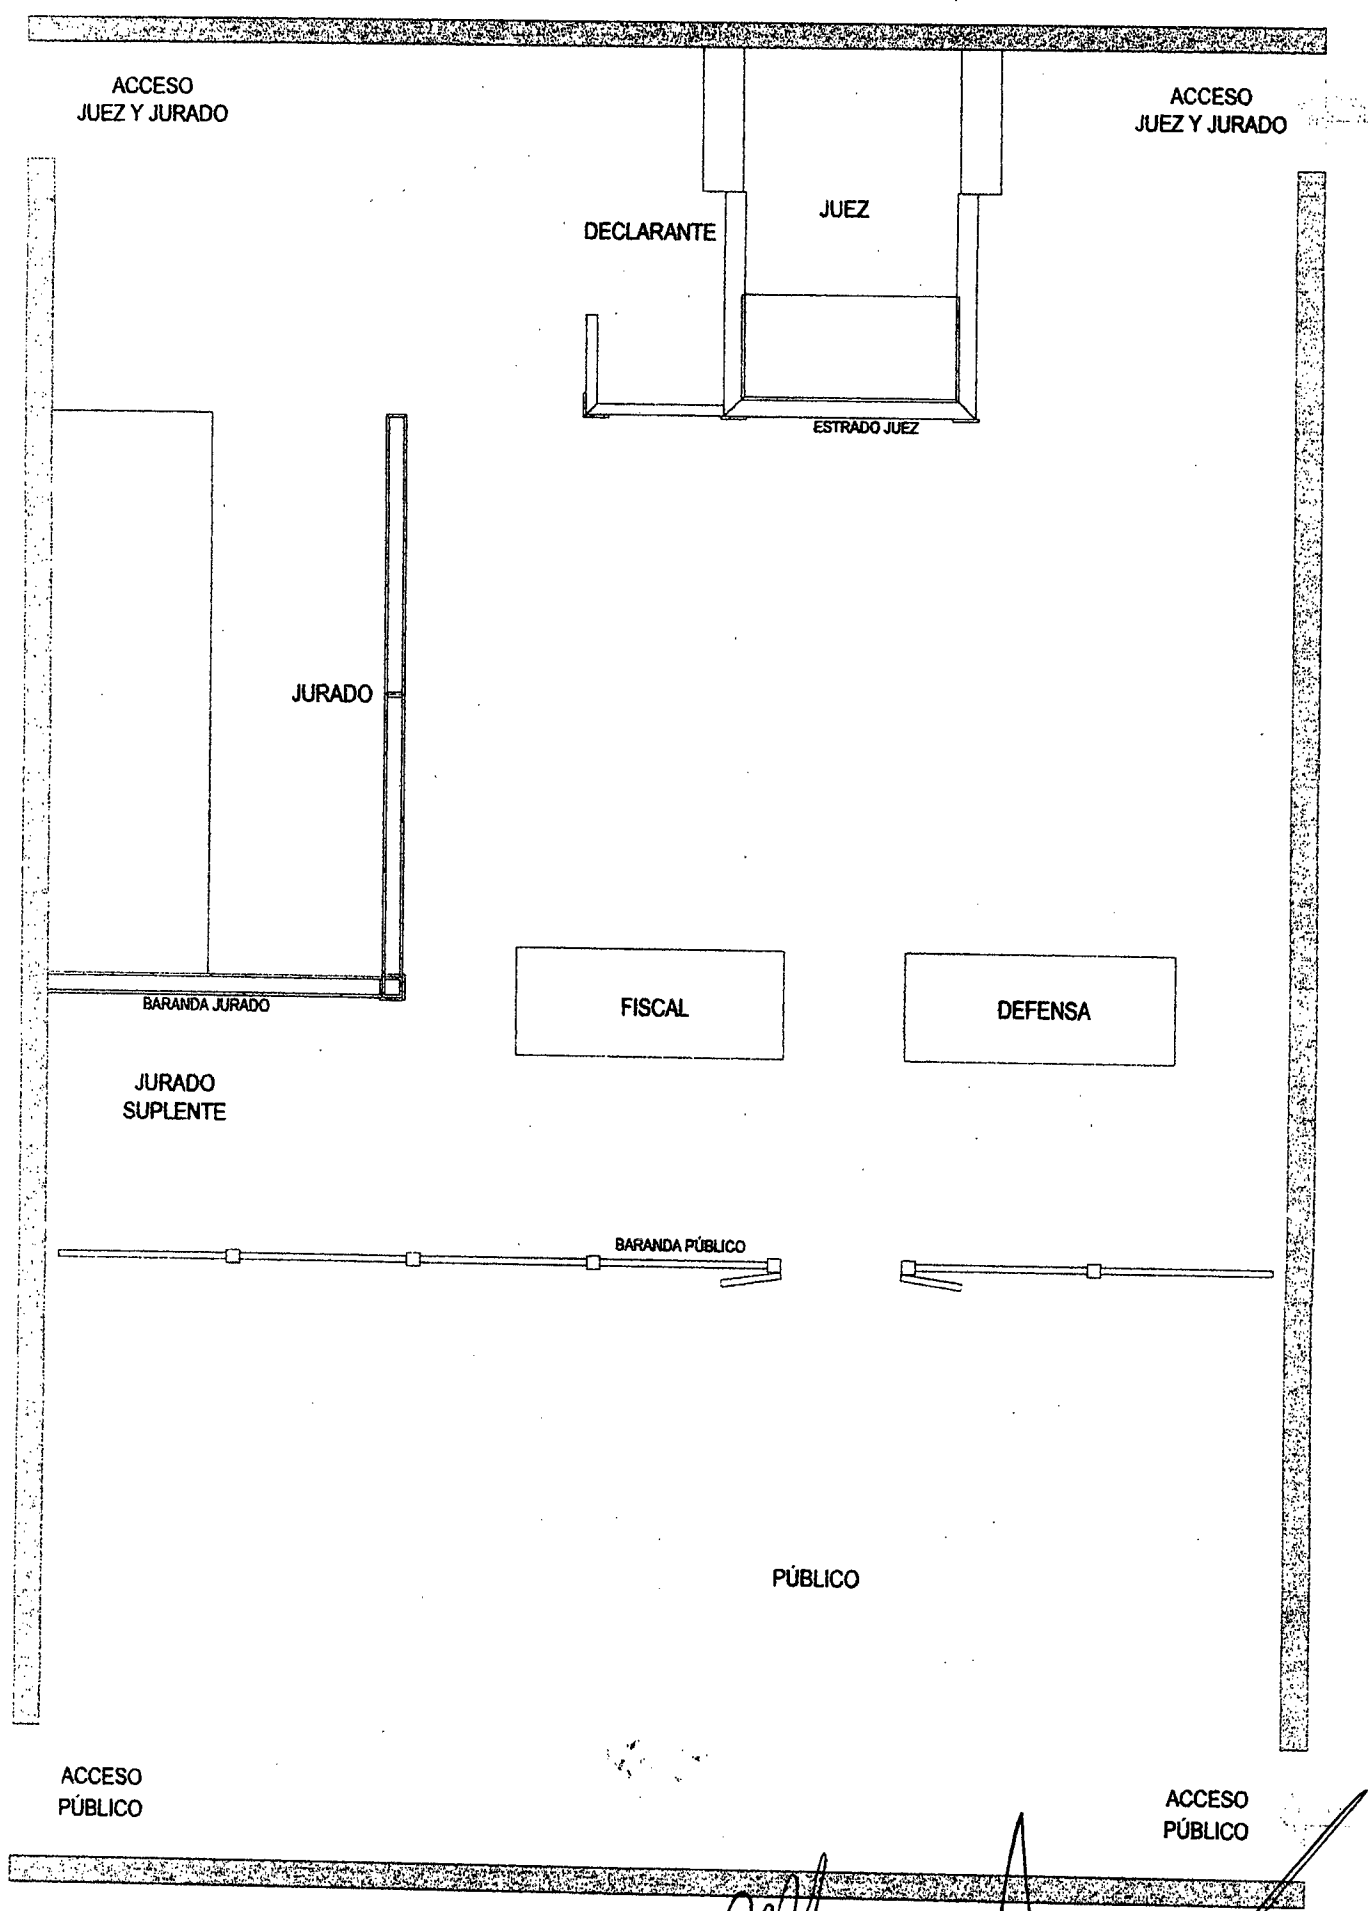 ACCESO
JUEZ Y JURADO
ACCESO
JUEZ Y JURADO
JUEZ
DECLARANTE
ESTRADO JUEZ
JURADO
BARANDA JURADO
FISCAL
DEFENSA
JURADO
SUPLENTE
BARANDA PÚBLICO
PÚBLICO
ACCESO
PÚBLICO
ACCESO
PÚBLICO